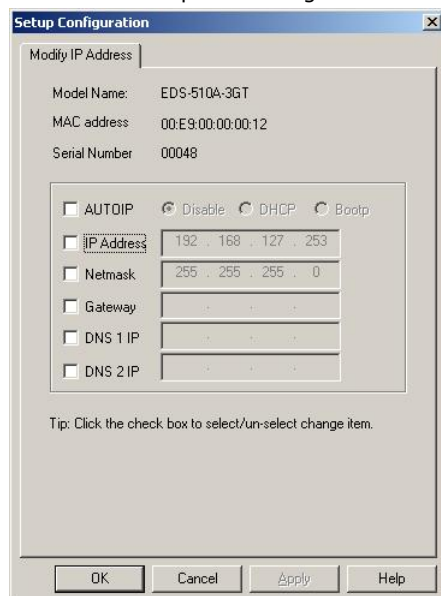 Setup Configuration
Modify IP Address
Model Name: EDS-510A-3GT
MAC address 00:E9:00:00:00:12
Serial Number 00048
AUTOIP Disable DHCP Bootp
IP Address 192 . 168 . 127 . 253
Netmask 255 . 255 . 255 . 0
Gateway . . .
DNS 1 IP . . .
DNS 2 IP . . .
Tip: Click the check box to select/un-select change item.
OK Cancel Apply Help